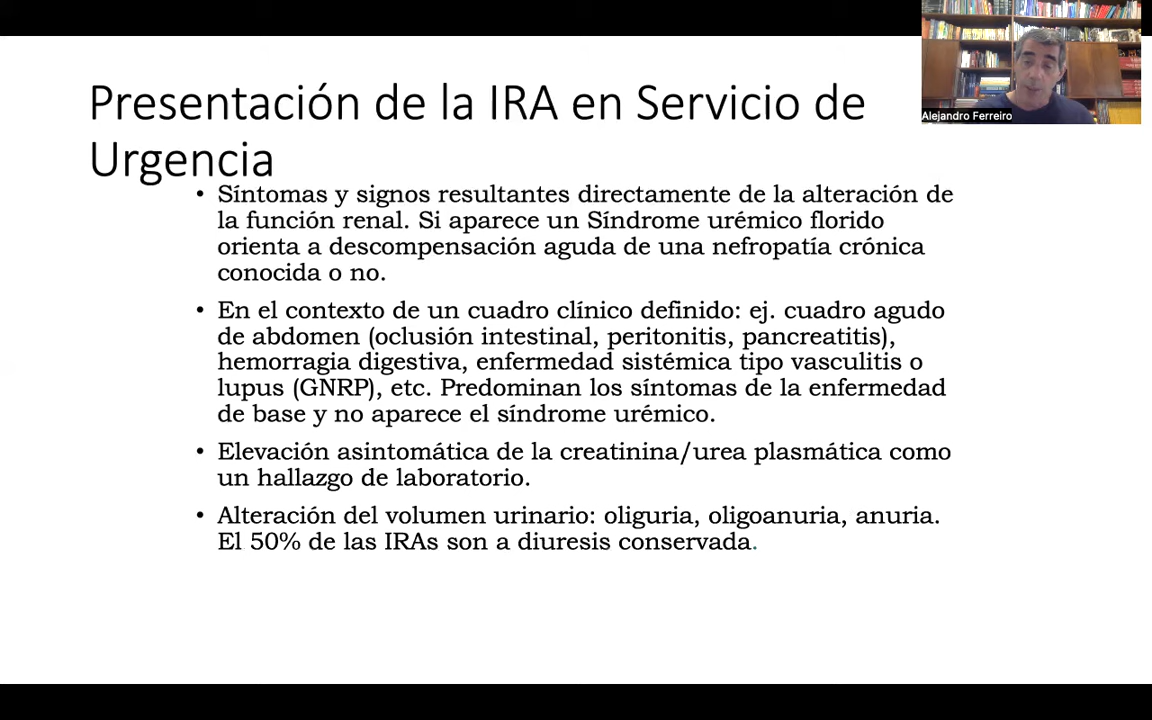 Presentación de la IRA en Servicio de
Urgencia
Alejandro Ferreiro
• Síntomas y signos resultantes directamente de la alteración de
la función renal. Si aparece un Síndrome urémico florido
orienta a descompensación aguda de una nefropatía crónica
conocida o no.
• En el contexto de un cuadro clínico definido: ej. cuadro agudo
de abdomen (oclusión intestinal, peritonitis, pancreatitis),
hemorragia digestiva, enfermedad sistémica tipo vasculitis o
lupus (GNRP), etc. Predominan los síntomas de la enfermedad
de base y no aparece el síndrome urémico.
• Elevación asintomática de la creatinina/urea plasmática como
un hallazgo de laboratorio.
• Alteración del volumen urinario: oliguria, oligoanuria, anuria.
El 50% de las IRAs son a diuresis conservada.